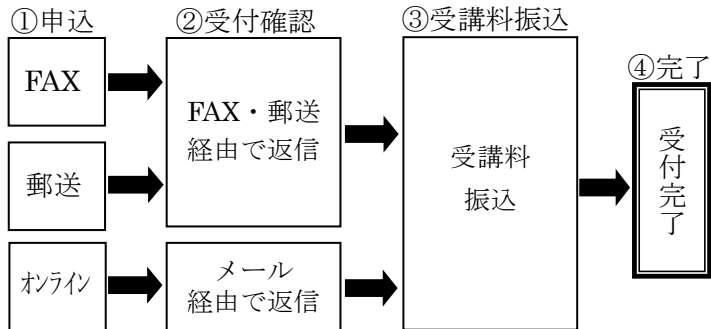 ①申込
②受付確認
③受講料振込
④完了
FAX
郵送
オンライン
FAX・郵送
経由で返信
メール
経由で返信
受講料
振込
受付完了